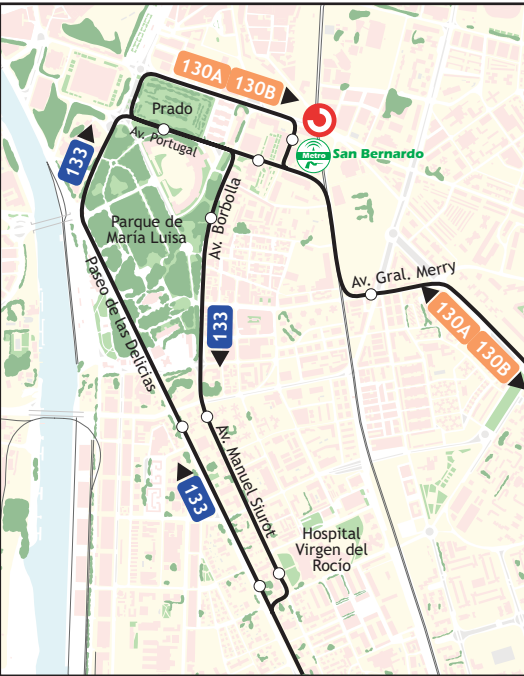 130A 130B
Prado
Av. Portugal
Metro
San Bernardo
133
Parque de
María Luisa
Av. Borbolla
Av. Gral. Merry
Paseo de las Delicias
133
130A 130B
Av. Manuel Siurot
133
Hospital
Virgen del
Rocío